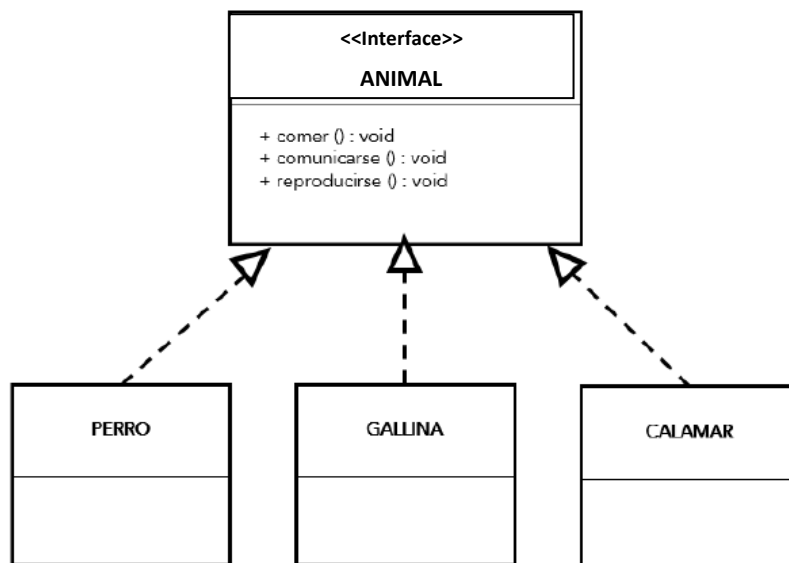 <<Interface>>
ANIMAL
+ comer () : void
+ comunicarse () : void
+ reproducirse () : void
PERRO
GALLINA
CALAMAR